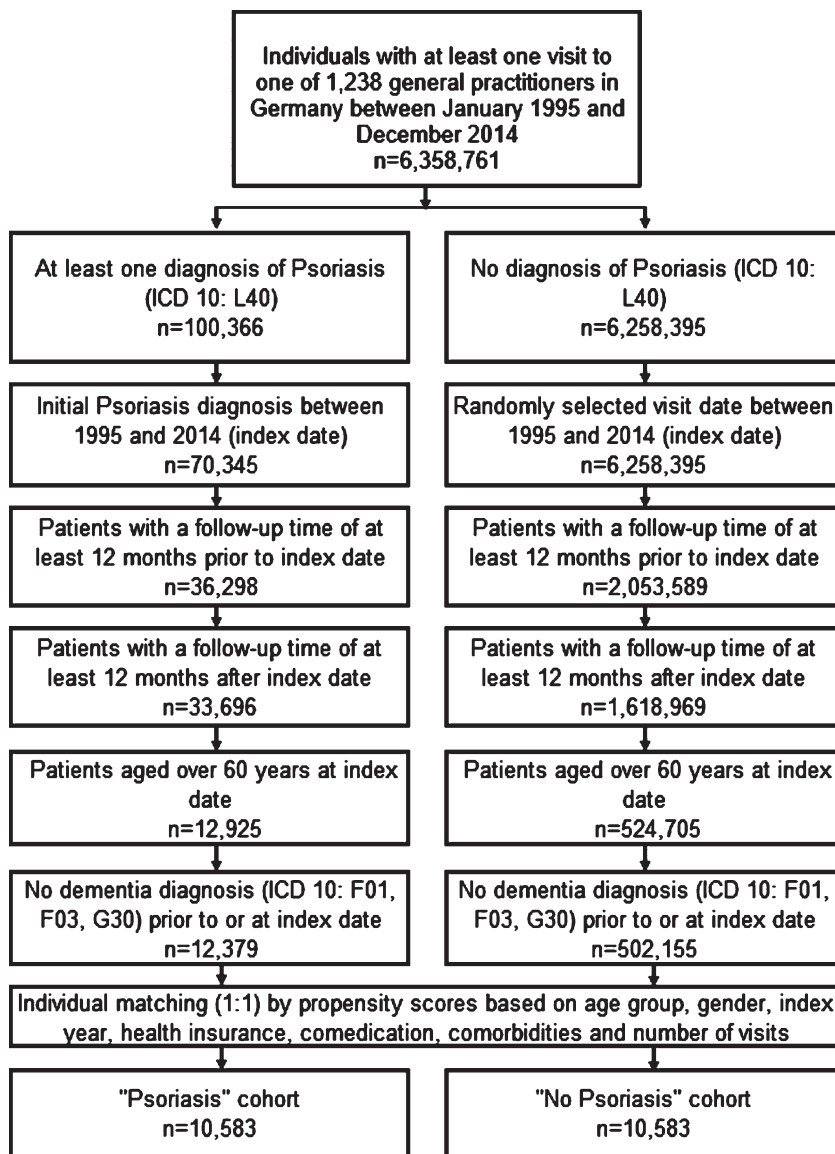 Individuals with at least one visit to
one of 1,238 general practitioners in
Germany between January 1995 and
December 2014
n=6,358,761
At least one diagnosis of Psoriasis
(ICD 10: L40)
n=100,366
No diagnosis of Psoriasis (ICD 10:
L40)
n=6,258,395
Initial Psoriasis diagnosis between
1995 and 2014 (index date)
n=70,345
Randomly selected visit date between
1995 and 2014 (index date)
n=6,258,395
Patients with a follow-up time of at
least 12 months prior to index date
n=36,298
Patients with a follow-up time of at
least 12 months prior to index date
n=2,053,589
Patients with a follow-up time of at
least 12 months after index date
n=33,696
Patients with a follow-up time of at
least 12 months after index date
n=1,618,969
Patients aged over 60 years at index
date
n=12,925
Patients aged over 60 years at index
date
n=524,705
No dementia diagnosis (ICD 10: F01,
F03, G30) prior to or at index date
n=12,379
No dementia diagnosis (ICD 10: F01,
F03, G30) prior to or at index date
n=502,155
Individual matching (1:1) by propensity scores based on age group, gender, index
year, health insurance, comedication, comorbidities and number of visits
"Psoriasis" cohort
n=10,583
"No Psoriasis" cohort
n=10,583